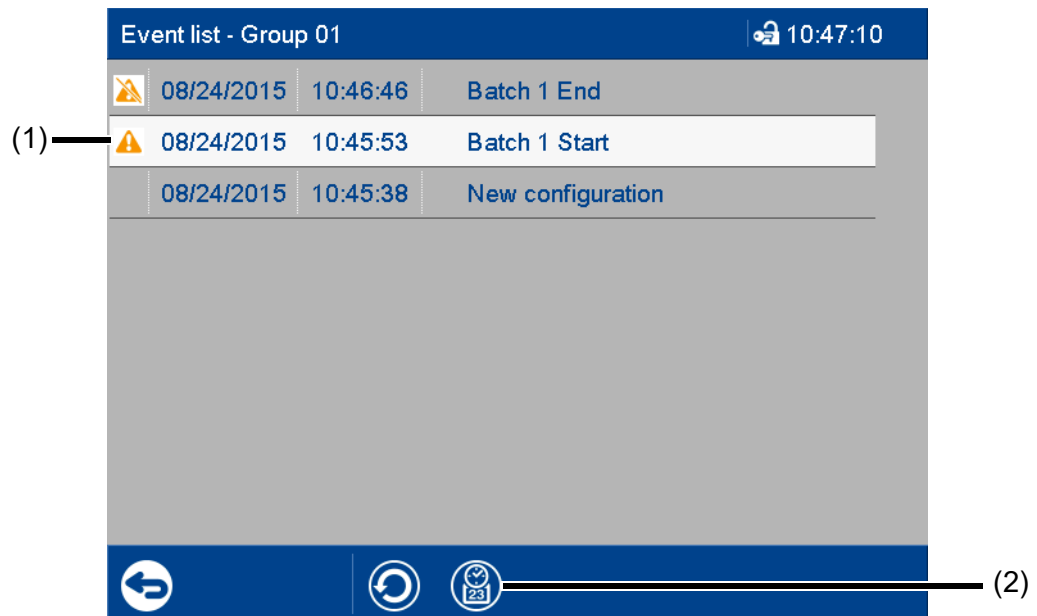 Event list - Group 01 10:47:10
08/24/2015 10:46:46 Batch 1 End
(1) 08/24/2015 10:45:53 Batch 1 Start
08/24/2015 10:45:38 New configuration
23 (2)